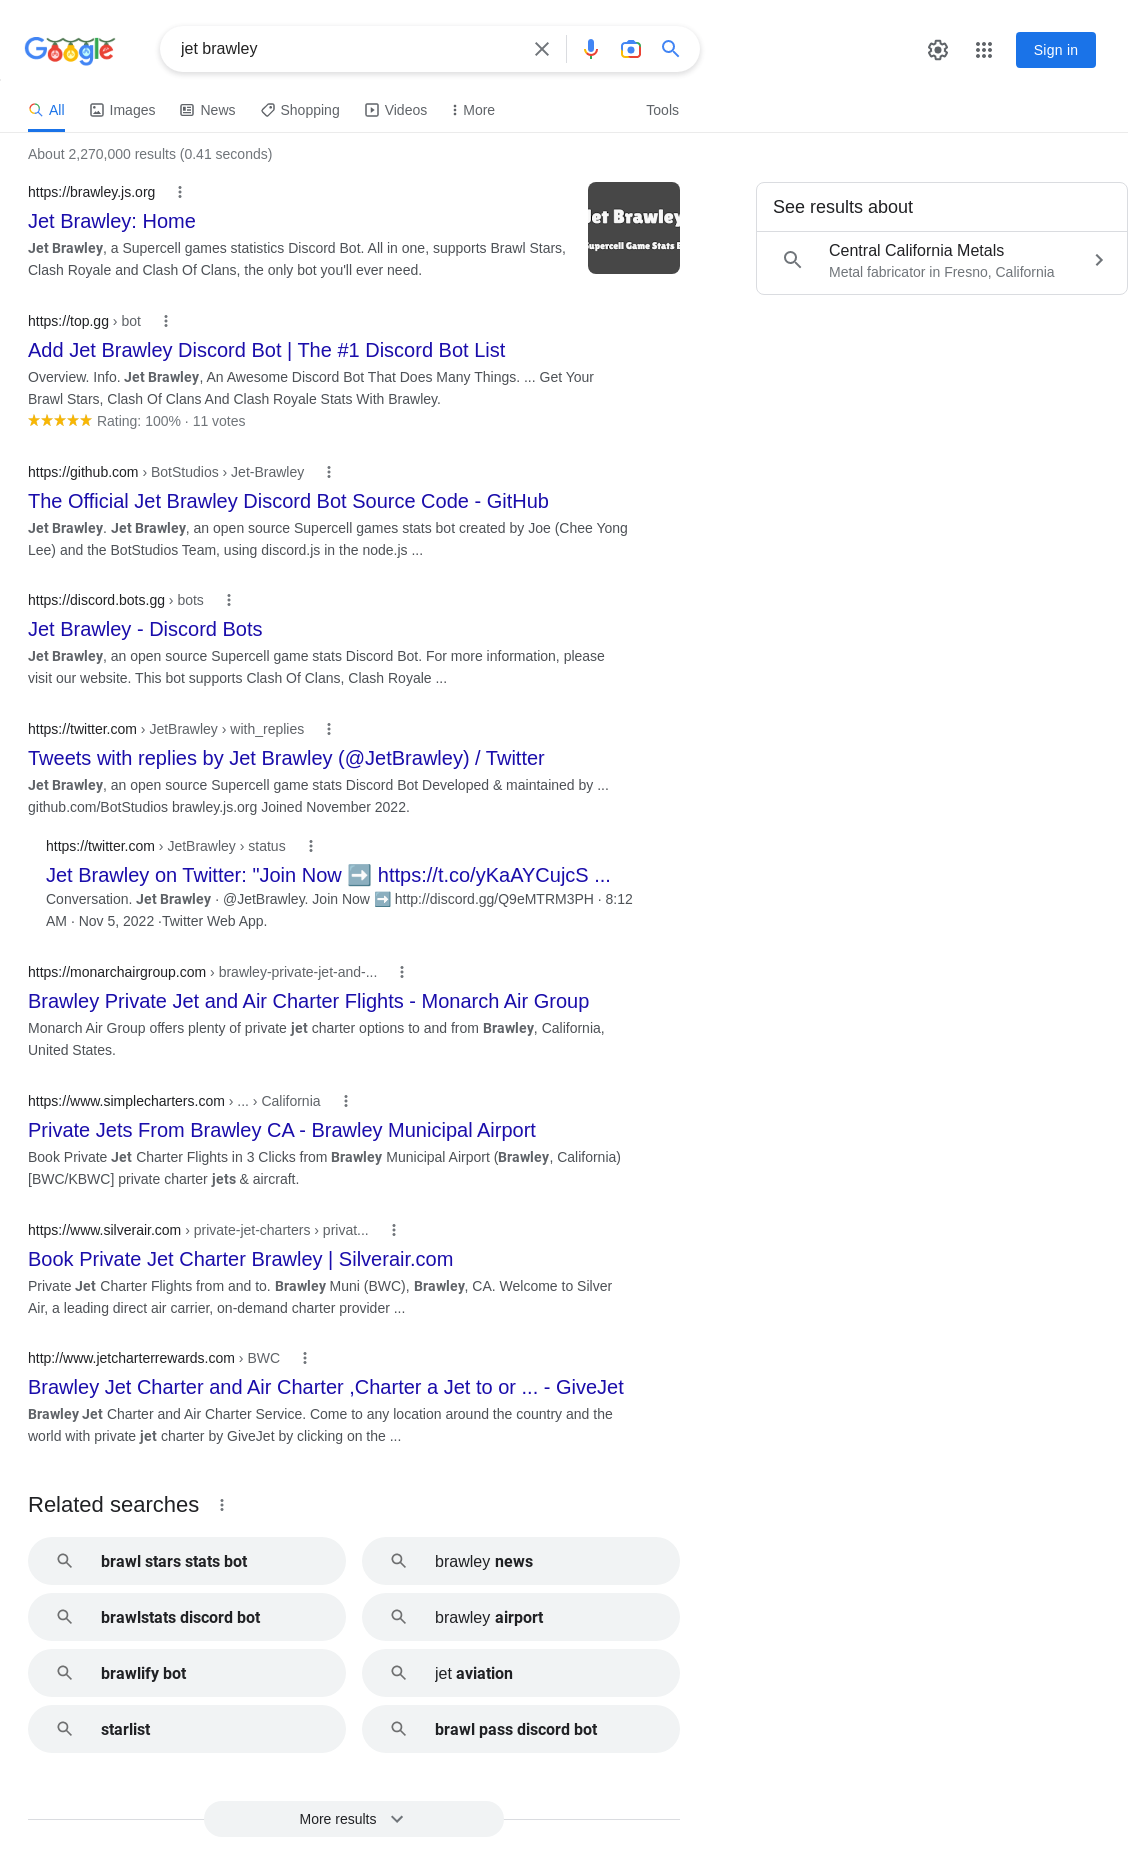 Google
jet brawley
Sign in
All
Images
News
Shopping
Videos
More
Tools
About 2,270,000 results (0.41 seconds)
https://brawley.js.org
Jet Brawley: Home
Jet Brawley, a Supercell games statistics Discord Bot. All in one, supports Brawl Stars,
Clash Royale and Clash Of Clans, the only bot you'll ever need.
Jet Brawley
Supercell Game Stats B
See results about
Central California Metals
Metal fabricator in Fresno, California
https://top.gg › bot
Add Jet Brawley Discord Bot | The #1 Discord Bot List
Overview. Info. Jet Brawley, An Awesome Discord Bot That Does Many Things. ... Get Your
Brawl Stars, Clash Of Clans And Clash Royale Stats With Brawley.
★★★★★ Rating: 100% · 11 votes
https://github.com › BotStudios › Jet-Brawley
The Official Jet Brawley Discord Bot Source Code - GitHub
Jet Brawley. Jet Brawley, an open source Supercell games stats bot created by Joe (Chee Yong
Lee) and the BotStudios Team, using discord.js in the node.js ...
https://discord.bots.gg › bots
Jet Brawley - Discord Bots
Jet Brawley, an open source Supercell game stats Discord Bot. For more information, please
visit our website. This bot supports Clash Of Clans, Clash Royale ...
https://twitter.com › JetBrawley › with_replies
Tweets with replies by Jet Brawley (@JetBrawley) / Twitter
Jet Brawley, an open source Supercell game stats Discord Bot Developed & maintained by ...
github.com/BotStudios brawley.js.org Joined November 2022.
https://twitter.com › JetBrawley › status
Jet Brawley on Twitter: "Join Now ➡️ https://t.co/yKaAYCujcS ...
Conversation. Jet Brawley · @JetBrawley. Join Now ➡️ http://discord.gg/Q9eMTRM3PH · 8:12
AM · Nov 5, 2022 ·Twitter Web App.
https://monarchairgroup.com › brawley-private-jet-and-...
Brawley Private Jet and Air Charter Flights - Monarch Air Group
Monarch Air Group offers plenty of private jet charter options to and from Brawley, California,
United States.
https://www.simplecharters.com › ... › California
Private Jets From Brawley CA - Brawley Municipal Airport
Book Private Jet Charter Flights in 3 Clicks from Brawley Municipal Airport (Brawley, California)
[BWC/KBWC] private charter jets & aircraft.
https://www.silverair.com › private-jet-charters › privat...
Book Private Jet Charter Brawley | Silverair.com
Private Jet Charter Flights from and to. Brawley Muni (BWC), Brawley, CA. Welcome to Silver
Air, a leading direct air carrier, on-demand charter provider ...
http://www.jetcharterrewards.com › BWC
Brawley Jet Charter and Air Charter ,Charter a Jet to or ... - GiveJet
Brawley Jet Charter and Air Charter Service. Come to any location around the country and the
world with private jet charter by GiveJet by clicking on the ...
Related searches
brawl stars stats bot
brawley news
brawlstats discord bot
brawley airport
brawlify bot
jet aviation
starlist
brawl pass discord bot
More results